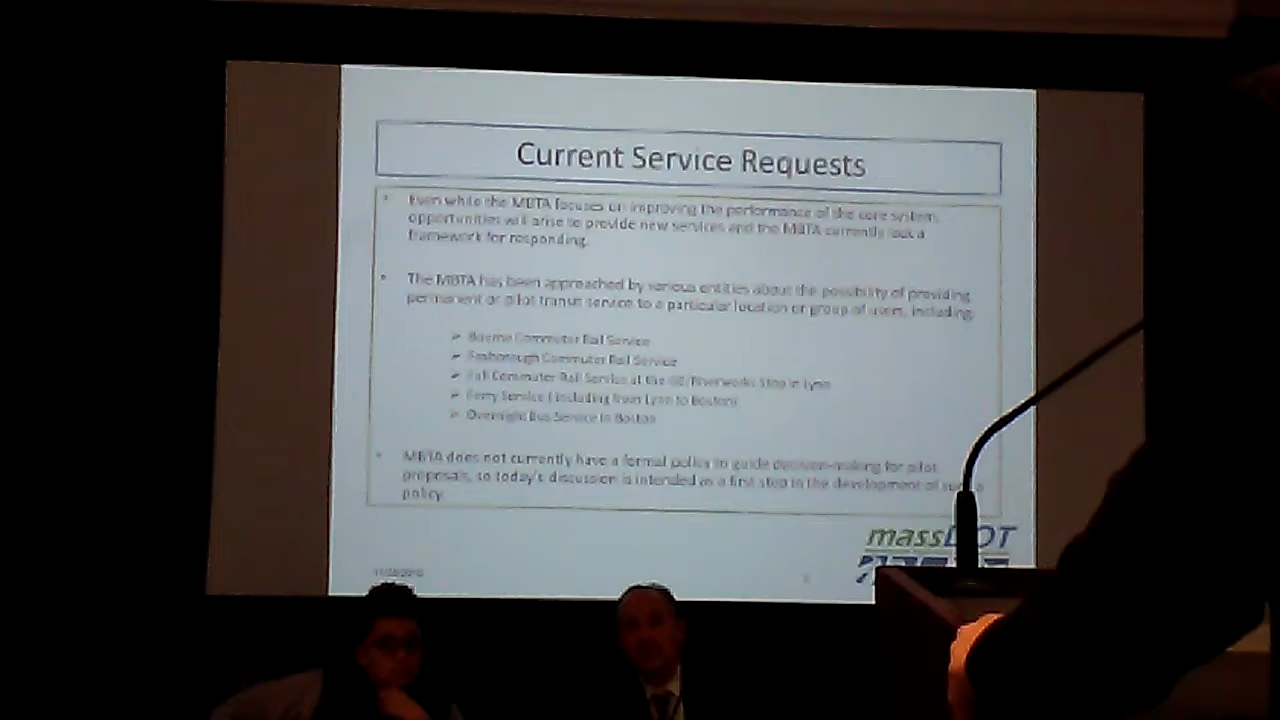 Current Service Requests
Even while the MBTA focuses on improving the performance of the core system,
opportunities will arise to provide new services and the MBTA currently lack a
framework for responding.
The MBTA has been approached by various entities about the possibility of providing
permanent or pilot transit service to a particular location or group of users, including
Bourne Commuter Rail Service
Foxborough Commuter Rail Service
Full Commuter Rail Service at the GE/Riverworks Stop in Lynn
Ferry Service (including from Lynn to Boston)
Overnight Bus Service in Boston
MBTA does not currently have a formal policy to guide decision-making for pilot
proposals, so today's discussion is intended as a first step in the development of such a
policy.
massDOT